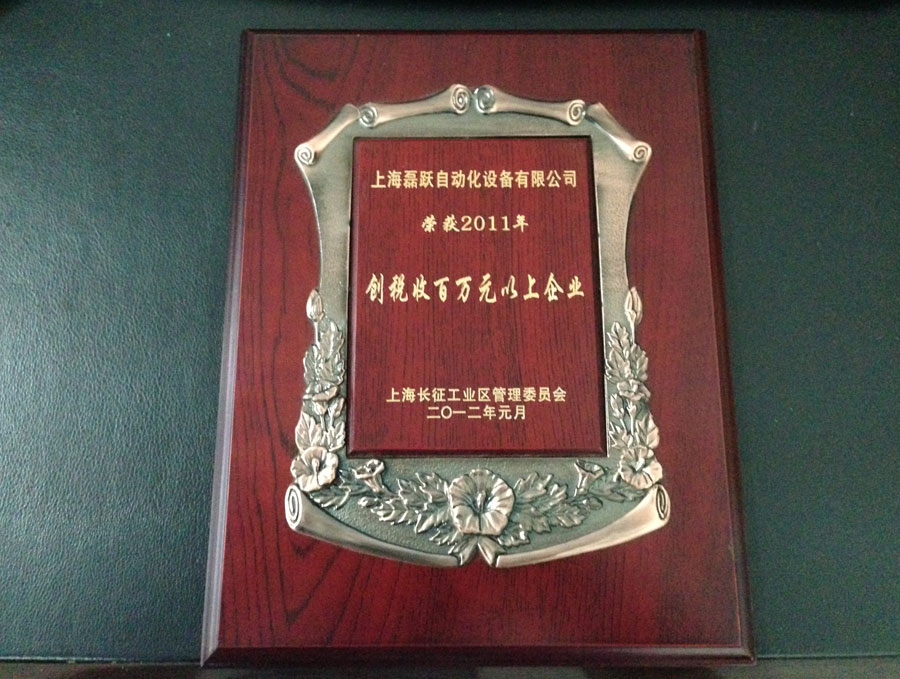 上海磊跃自动化设备有限公司
荣获2011年
创税收百万元以上企业
上海长征工业区管理委员会
二〇一二年元月